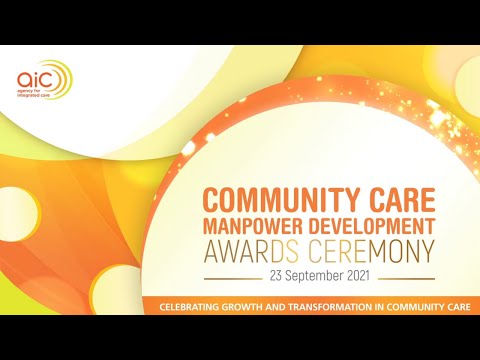 aic
agency for
integrated care
COMMUNITY CARE
MANPOWER DEVELOPMENT
AWARDS CEREMONY
23 September 2021
CELEBRATING GROWTH AND TRANSFORMATION IN COMMUNITY CARE